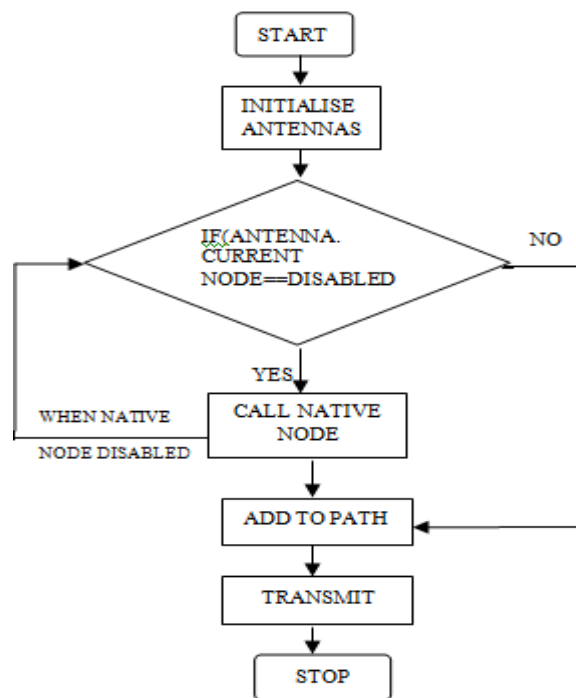 START
INITIALISE
ANTENNAS
IF(ANTENNA.
CURRENT
NODE==DISABLED
NO
YES
CALL NATIVE
NODE
WHEN NATIVE
NODE DISABLED
ADD TO PATH
TRANSMIT
STOP